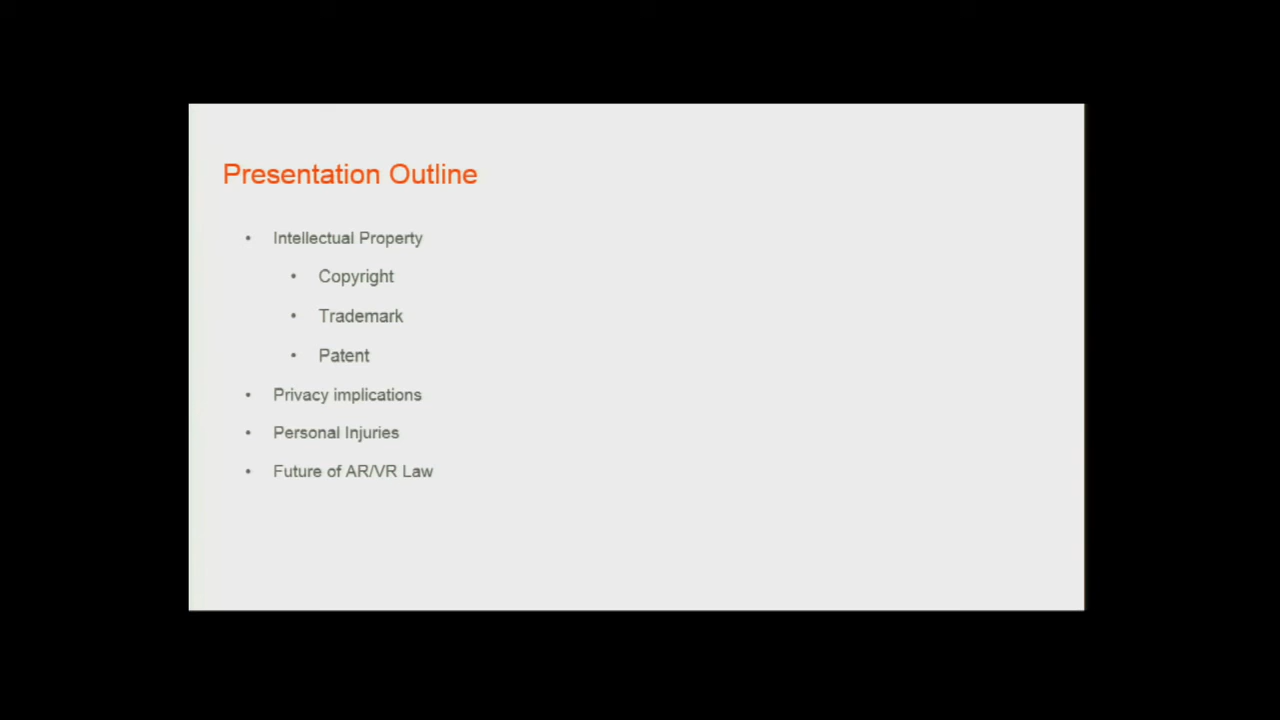 Presentation Outline
• Intellectual Property
• Copyright
• Trademark
• Patent
• Privacy implications
• Personal Injuries
• Future of AR/VR Law